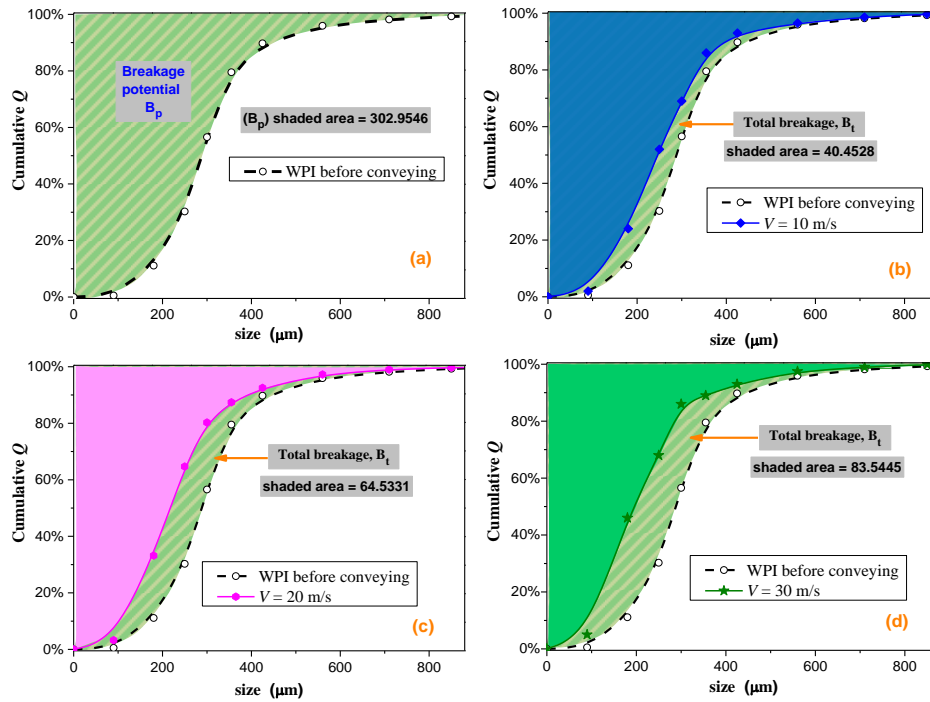 100%
80%
60%
40%
20%
0%
Cumulative Q
Breakage
potential
Bp
(Bp) shaded area = 302.9546
WPI before conveying
(a)
0 200 400 600 800
size (μm)
100%
80%
60%
40%
20%
0%
Cumulative Q
Total breakage, Bt
shaded area = 40.4528
WPI before conveying
V = 10 m/s
(b)
0 200 400 600 800
size (μm)
100%
80%
60%
40%
20%
0%
Cumulative Q
Total breakage, Bt
shaded area = 64.5331
WPI before conveying
V = 20 m/s
(c)
0 200 400 600 800
size (μm)
100%
80%
60%
40%
20%
0%
Cumulative Q
Total breakage, Bt
shaded area = 83.5445
WPI before conveying
V = 30 m/s
(d)
0 200 400 600 800
size (μm)